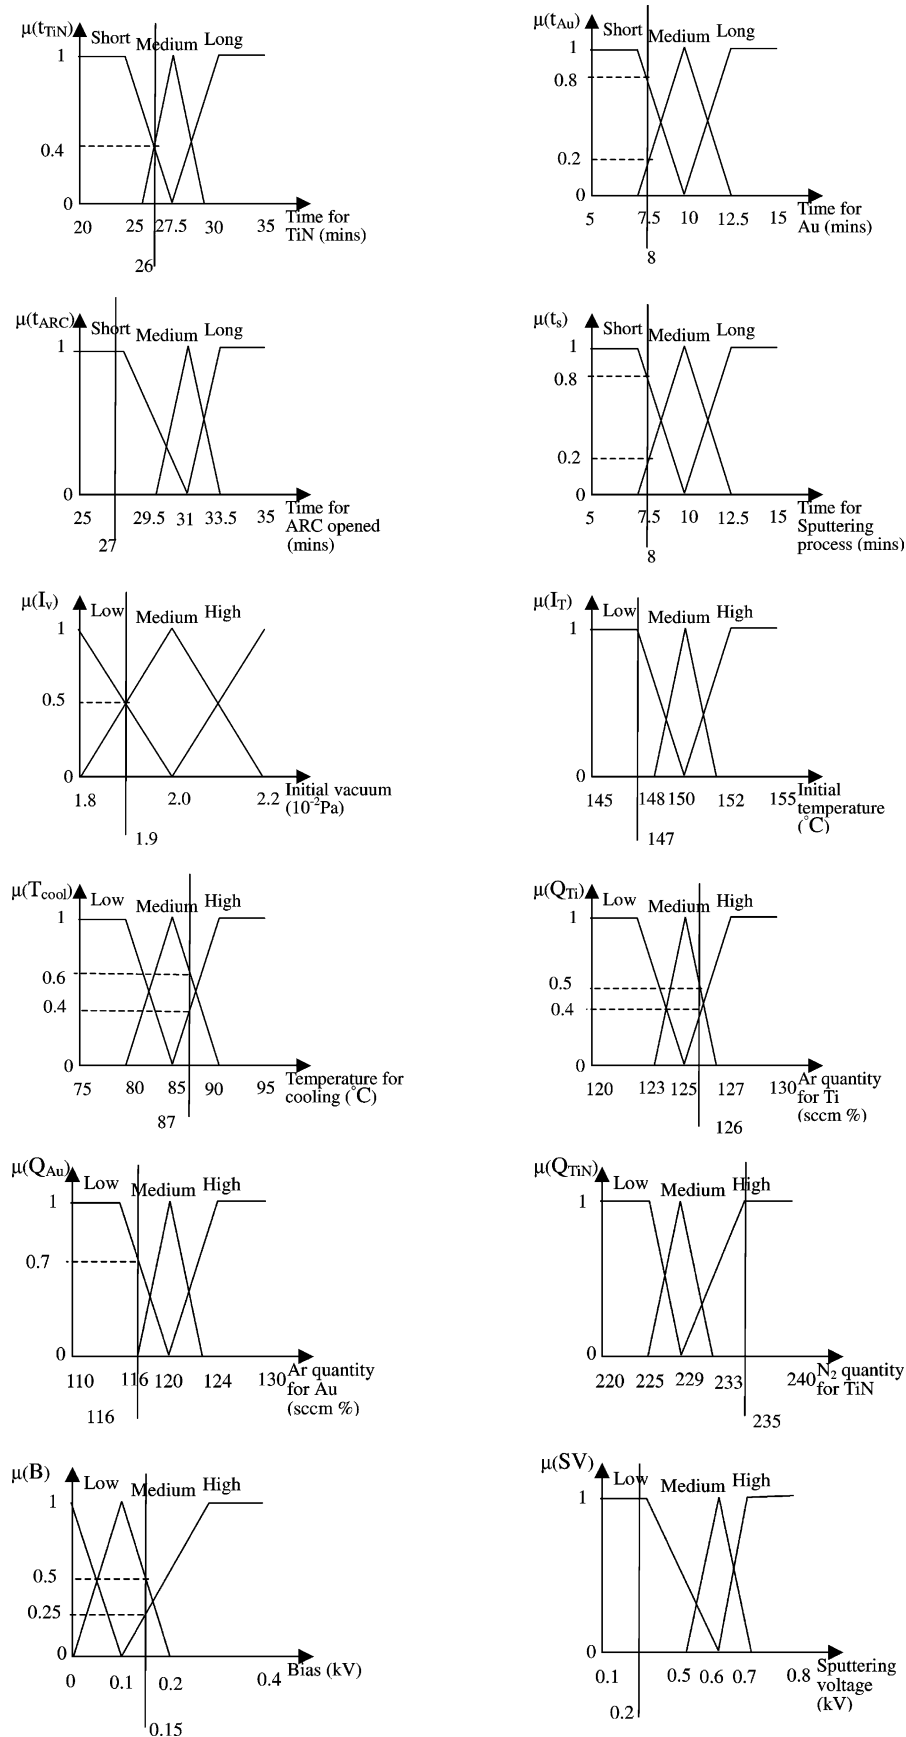 μ(tTiN)
Short Medium Long
1
0.4
0
20 25 27.5 30 35
Time for
TiN (mins)
26
μ(tAu)
Short Medium Long
1
0.8
0.2
0
5 7.5 10 12.5 15
Time for
Au (mins)
8
μ(tARC)
Short Medium Long
1
0
25 29.5 31 33.5 35
Time for
ARC opened
(mins)
27
μ(ts)
Short Medium Long
1
0.8
0.2
0
5 7.5 10 12.5 15
Time for
Sputtering
process (mins)
8
μ(Iv)
Low Medium High
1
0.5
0
1.8 2.0 2.2
Initial vacuum
(10-2Pa)
1.9
μ(IT)
Low Medium High
1
0
145 148 150 152 155
Initial
temperature
(°C)
147
μ(Tcool)
Low Medium High
1
0.6
0.4
0
75 80 85 90 95
Temperature for
cooling (°C)
87
μ(QTi)
Low Medium High
1
0.5
0.4
0
120 123 125 127 130
Ar quantity
for Ti
(sccm %)
126
μ(QAu)
Low Medium High
1
0.7
0
110 116 120 124 130
Ar quantity
for Au
(sccm %)
116
μ(QTiN)
Low Medium High
1
0
220 225 229 233 240
N2 quantity
for TiN
235
μ(B)
Low Medium High
1
0.5
0.25
0
0 0.1 0.2 0.4
Bias (kV)
0.15
μ(SV)
Low Medium High
1
0
0.1 0.5 0.6 0.7 0.8
Sputtering
voltage
(kV)
0.2